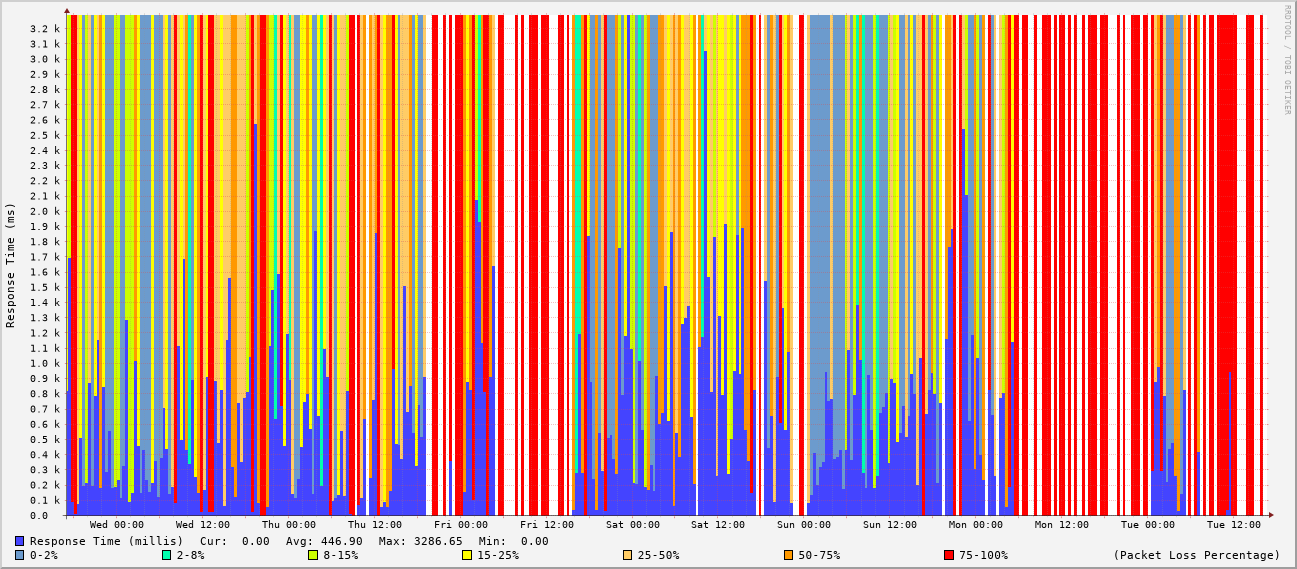 RRDTOOL / TOBI OETIKER
Response Time (ms)
3.2 k
3.1 k
3.0 k
2.9 k
2.8 k
2.7 k
2.6 k
2.5 k
2.4 k
2.3 k
2.2 k
2.1 k
2.0 k
1.9 k
1.8 k
1.7 k
1.6 k
1.5 k
1.4 k
1.3 k
1.2 k
1.1 k
1.0 k
0.9 k
0.8 k
0.7 k
0.6 k
0.5 k
0.4 k
0.3 k
0.2 k
0.1 k
0.0
Wed 00:00 Wed 12:00 Thu 00:00 Thu 12:00 Fri 00:00 Fri 12:00 Sat 00:00 Sat 12:00 Sun 00:00 Sun 12:00 Mon 00:00 Mon 12:00 Tue 00:00 Tue 12:00
Response Time (millis) Cur: 0.00 Avg: 446.90 Max: 3286.65 Min: 0.00
0-2% 2-8% 8-15% 15-25% 25-50% 50-75% 75-100% (Packet Loss Percentage)